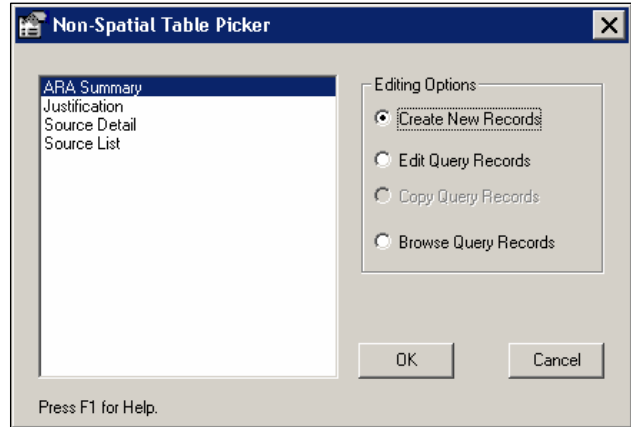 Non-Spatial Table Picker
ARA Summary
Justification
Source Detail
Source List
Editing Options
Create New Records
Edit Query Records
Copy Query Records
Browse Query Records
OK
Cancel
Press F1 for Help.